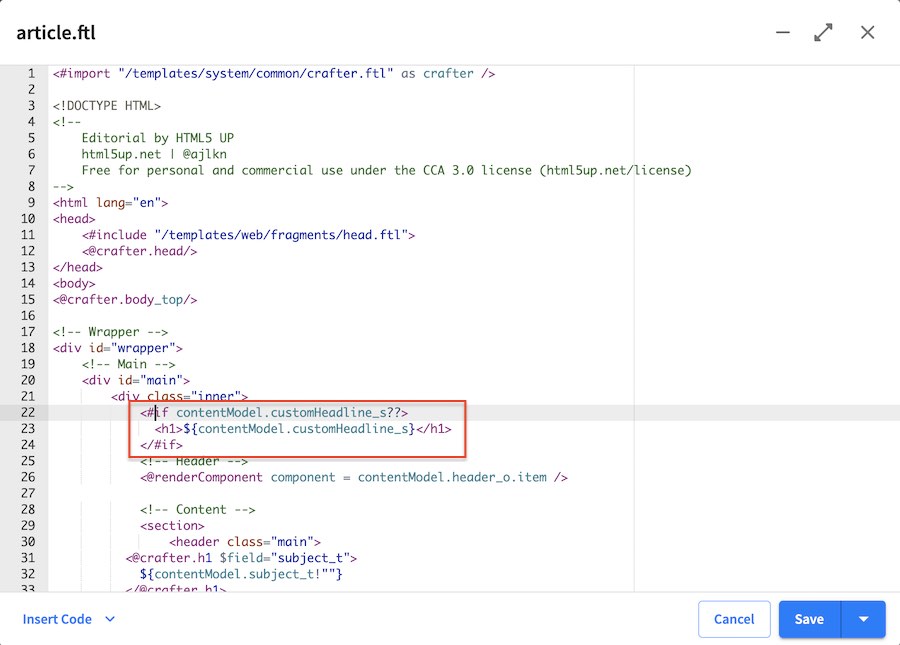 article.ftl
1 <#import "/templates/system/common/crafter.ftl" as crafter />
2
3 <!DOCTYPE HTML>
4 <!--
5 Editorial by HTML5 UP
6 html5up.net | @ajlkn
7 Free for personal and commercial use under the CCA 3.0 license (html5up.net/license)
8 -->
9 <html lang="en">
10 <head>
11 <#include "/templates/web/fragments/head.ftl">
12 <@crafter.head/>
13 </head>
14 <body>
15 <@crafter.body_top/>
16
17 <!-- Wrapper -->
18 <div id="wrapper">
19 <!-- Main -->
20 <div id="main">
21 <div class="inner">
22 <#if contentModel.customHeadline_s??>
23 <h1>${contentModel.customHeadline_s}</h1>
24 </#if>
25 <!-- Header -->
26 <@renderComponent component = contentModel.header_o.item />
27
28 <!-- Content -->
29 <section>
30 <header class="main">
31 <@crafter.h1 $field="subject_t">
32 ${contentModel.subject_t!""}
33 </@crafter.h1>
Insert Code
Cancel
Save